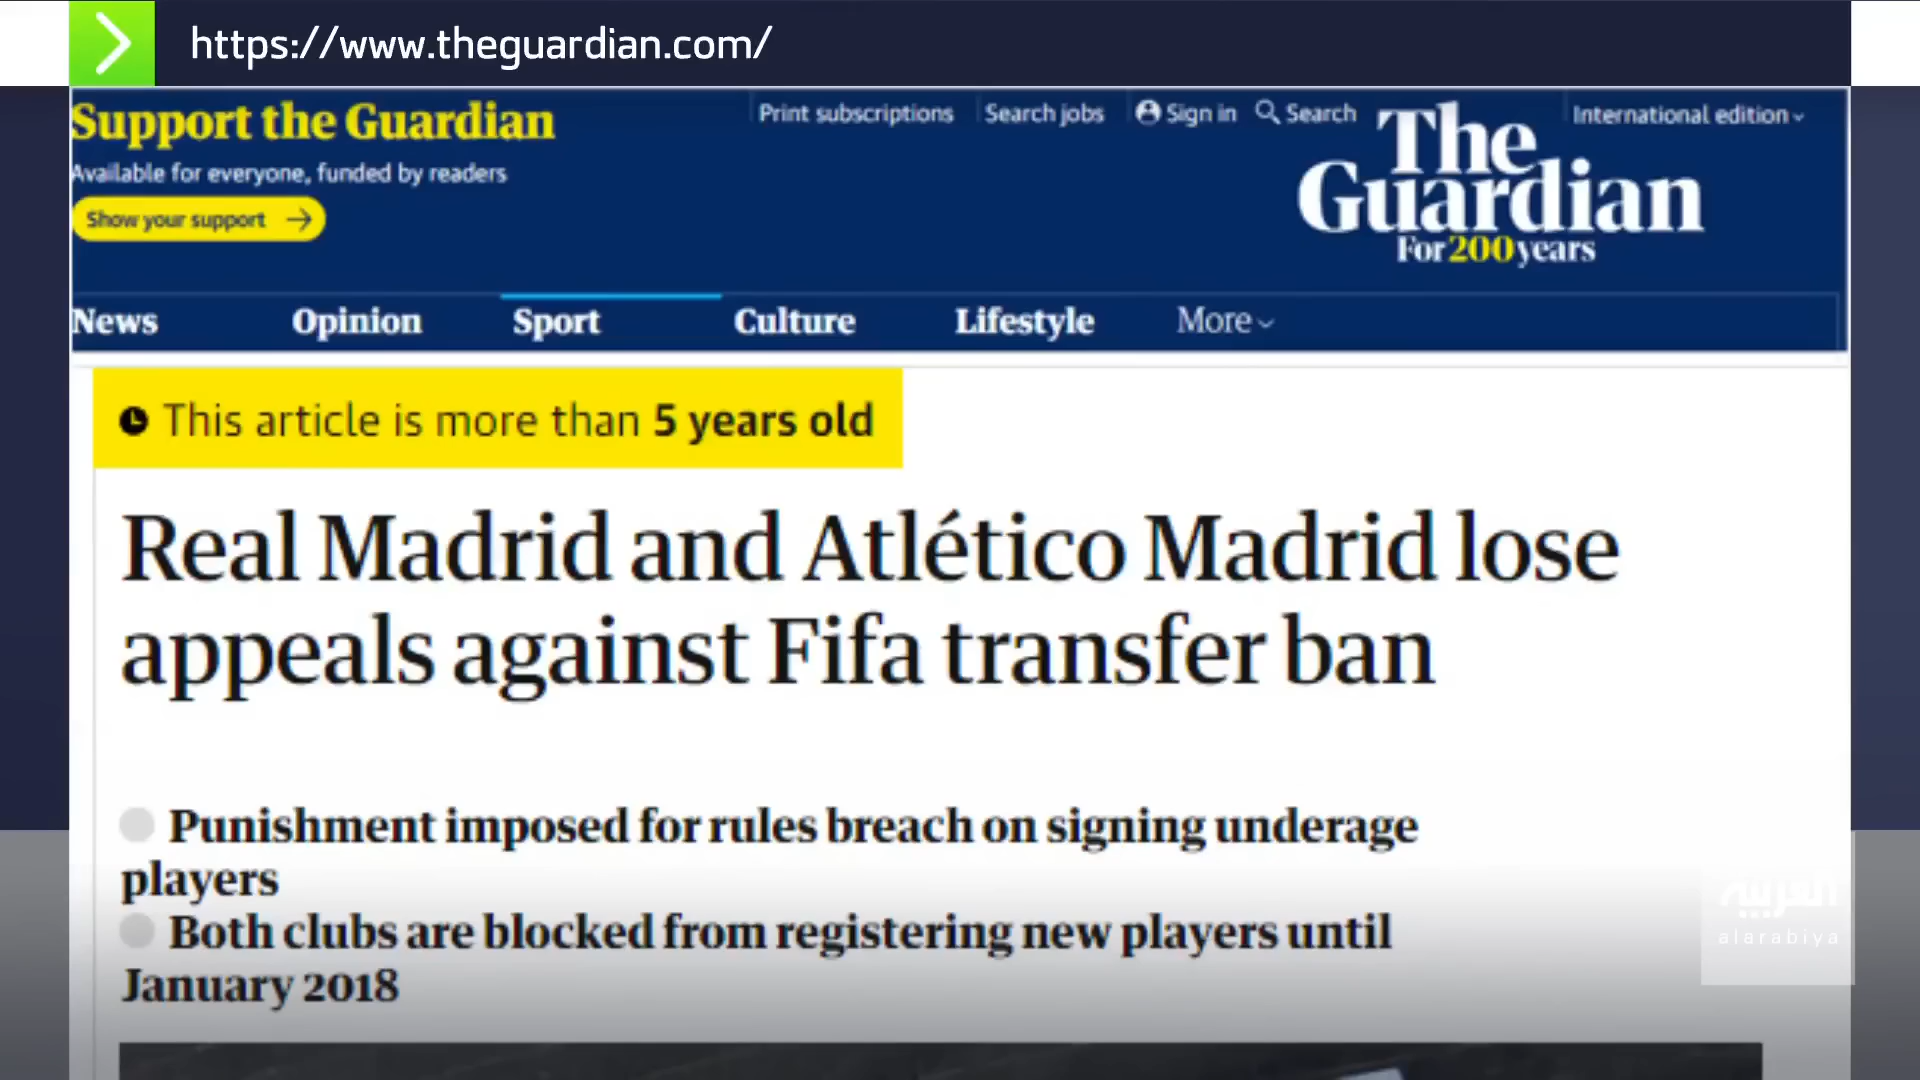 https://www.theguardian.com/
Support the Guardian
Available for everyone, funded by readers
Show your support
Print subscriptions
Search jobs
Sign in
Search
International edition
The
Guardian
For 200 years
News
Opinion
Sport
Culture
Lifestyle
More
This article is more than 5 years old
Real Madrid and Atlético Madrid lose
appeals against Fifa transfer ban
Punishment imposed for rules breach on signing underage
players
Both clubs are blocked from registering new players until
January 2018
العربية
alarabiya